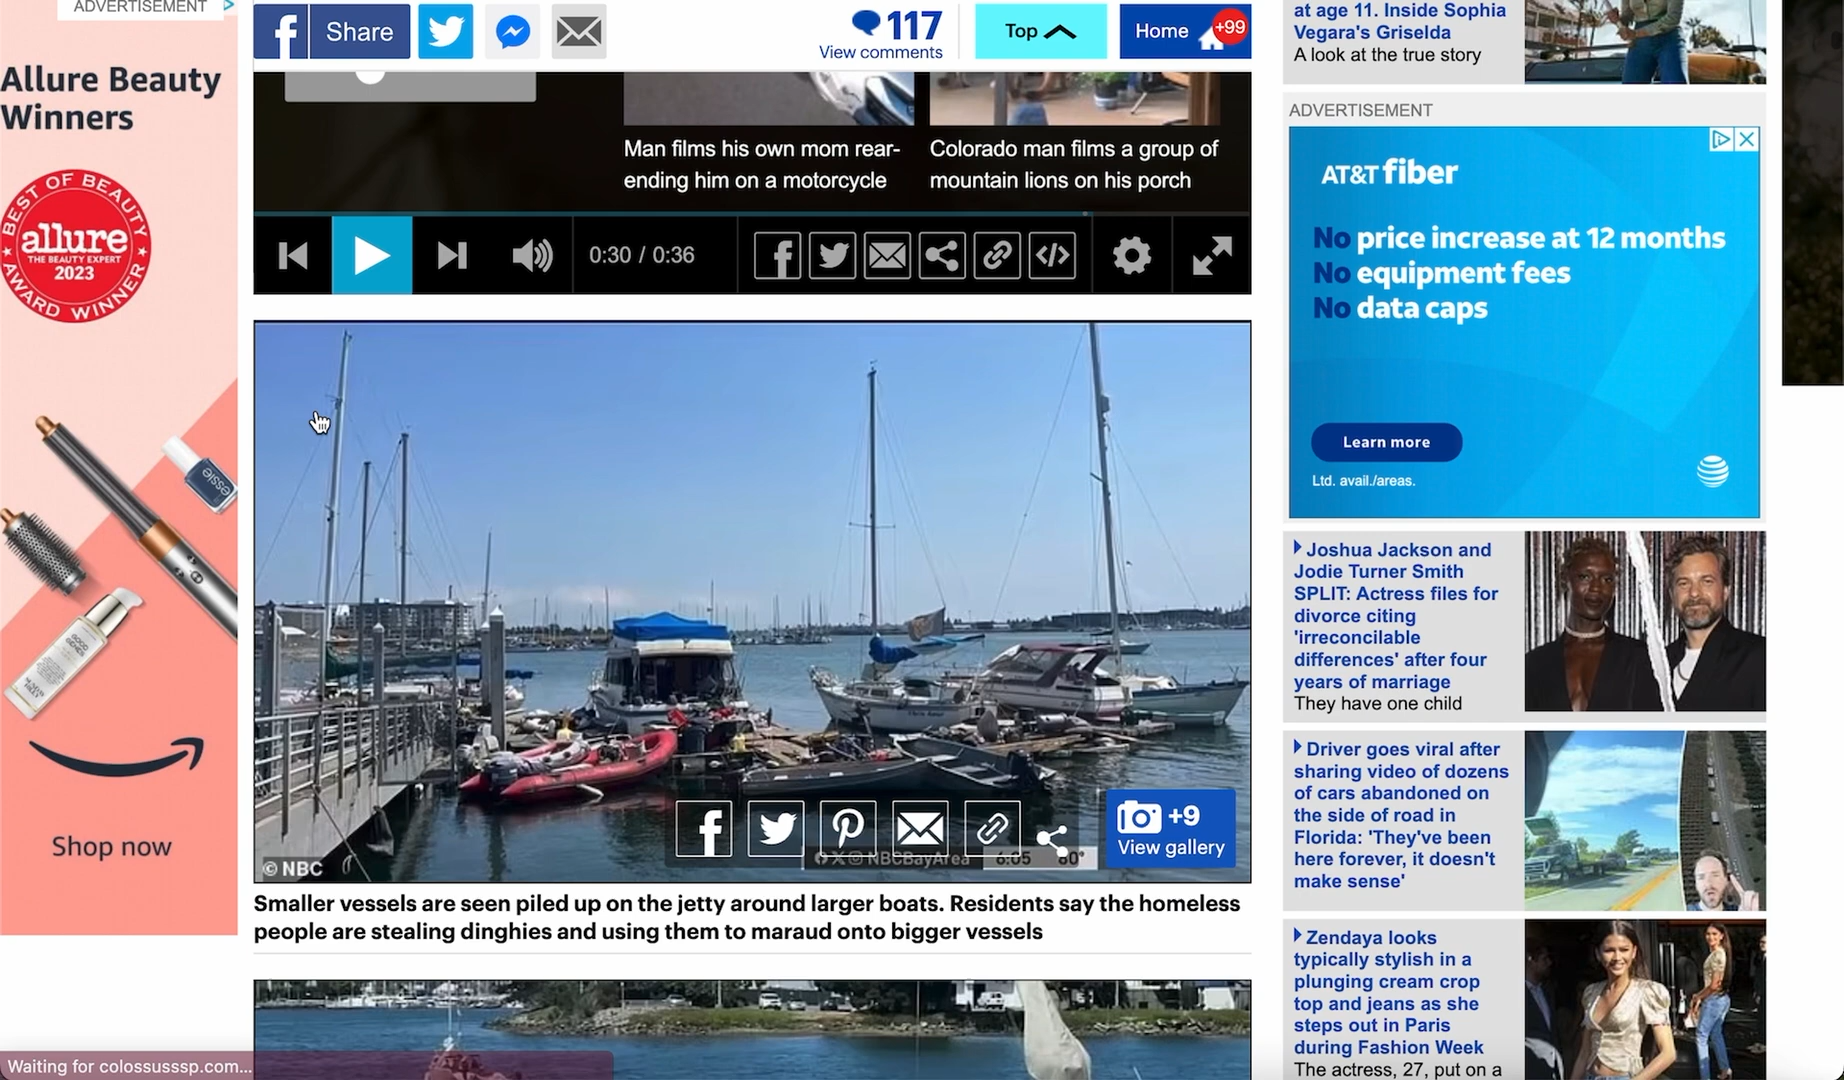 ADVERTISEMENT
Allure Beauty
Winners
BEST OF BEAUTY
allure
THE BEAUTY EXPERT
2023
AWARD WINNER
essie
Shop now
Share
117
View comments
Top
Home
+99
Man films his own mom rear-
ending him on a motorcycle
Colorado man films a group of
mountain lions on his porch
0:30 / 0:36
© NBC
NBCBayArea
6:05
80°
+9
View gallery
Smaller vessels are seen piled up on the jetty around larger boats. Residents say the homeless
people are stealing dinghies and using them to maraud onto bigger vessels
at age 11. Inside Sophia
Vegara's Griselda
A look at the true story
ADVERTISEMENT
AT&T fiber
No price increase at 12 months
No equipment fees
No data caps
Learn more
Ltd. avail./areas.
Joshua Jackson and
Jodie Turner Smith
SPLIT: Actress files for
divorce citing
'irreconcilable
differences' after four
years of marriage
They have one child
Driver goes viral after
sharing video of dozens
of cars abandoned on
the side of road in
Florida: 'They've been
here forever, it doesn't
make sense'
Zendaya looks
typically stylish in a
plunging cream crop
top and jeans as she
steps out in Paris
during Fashion Week
The actress, 27, put on a
Waiting for colossusssp.com...